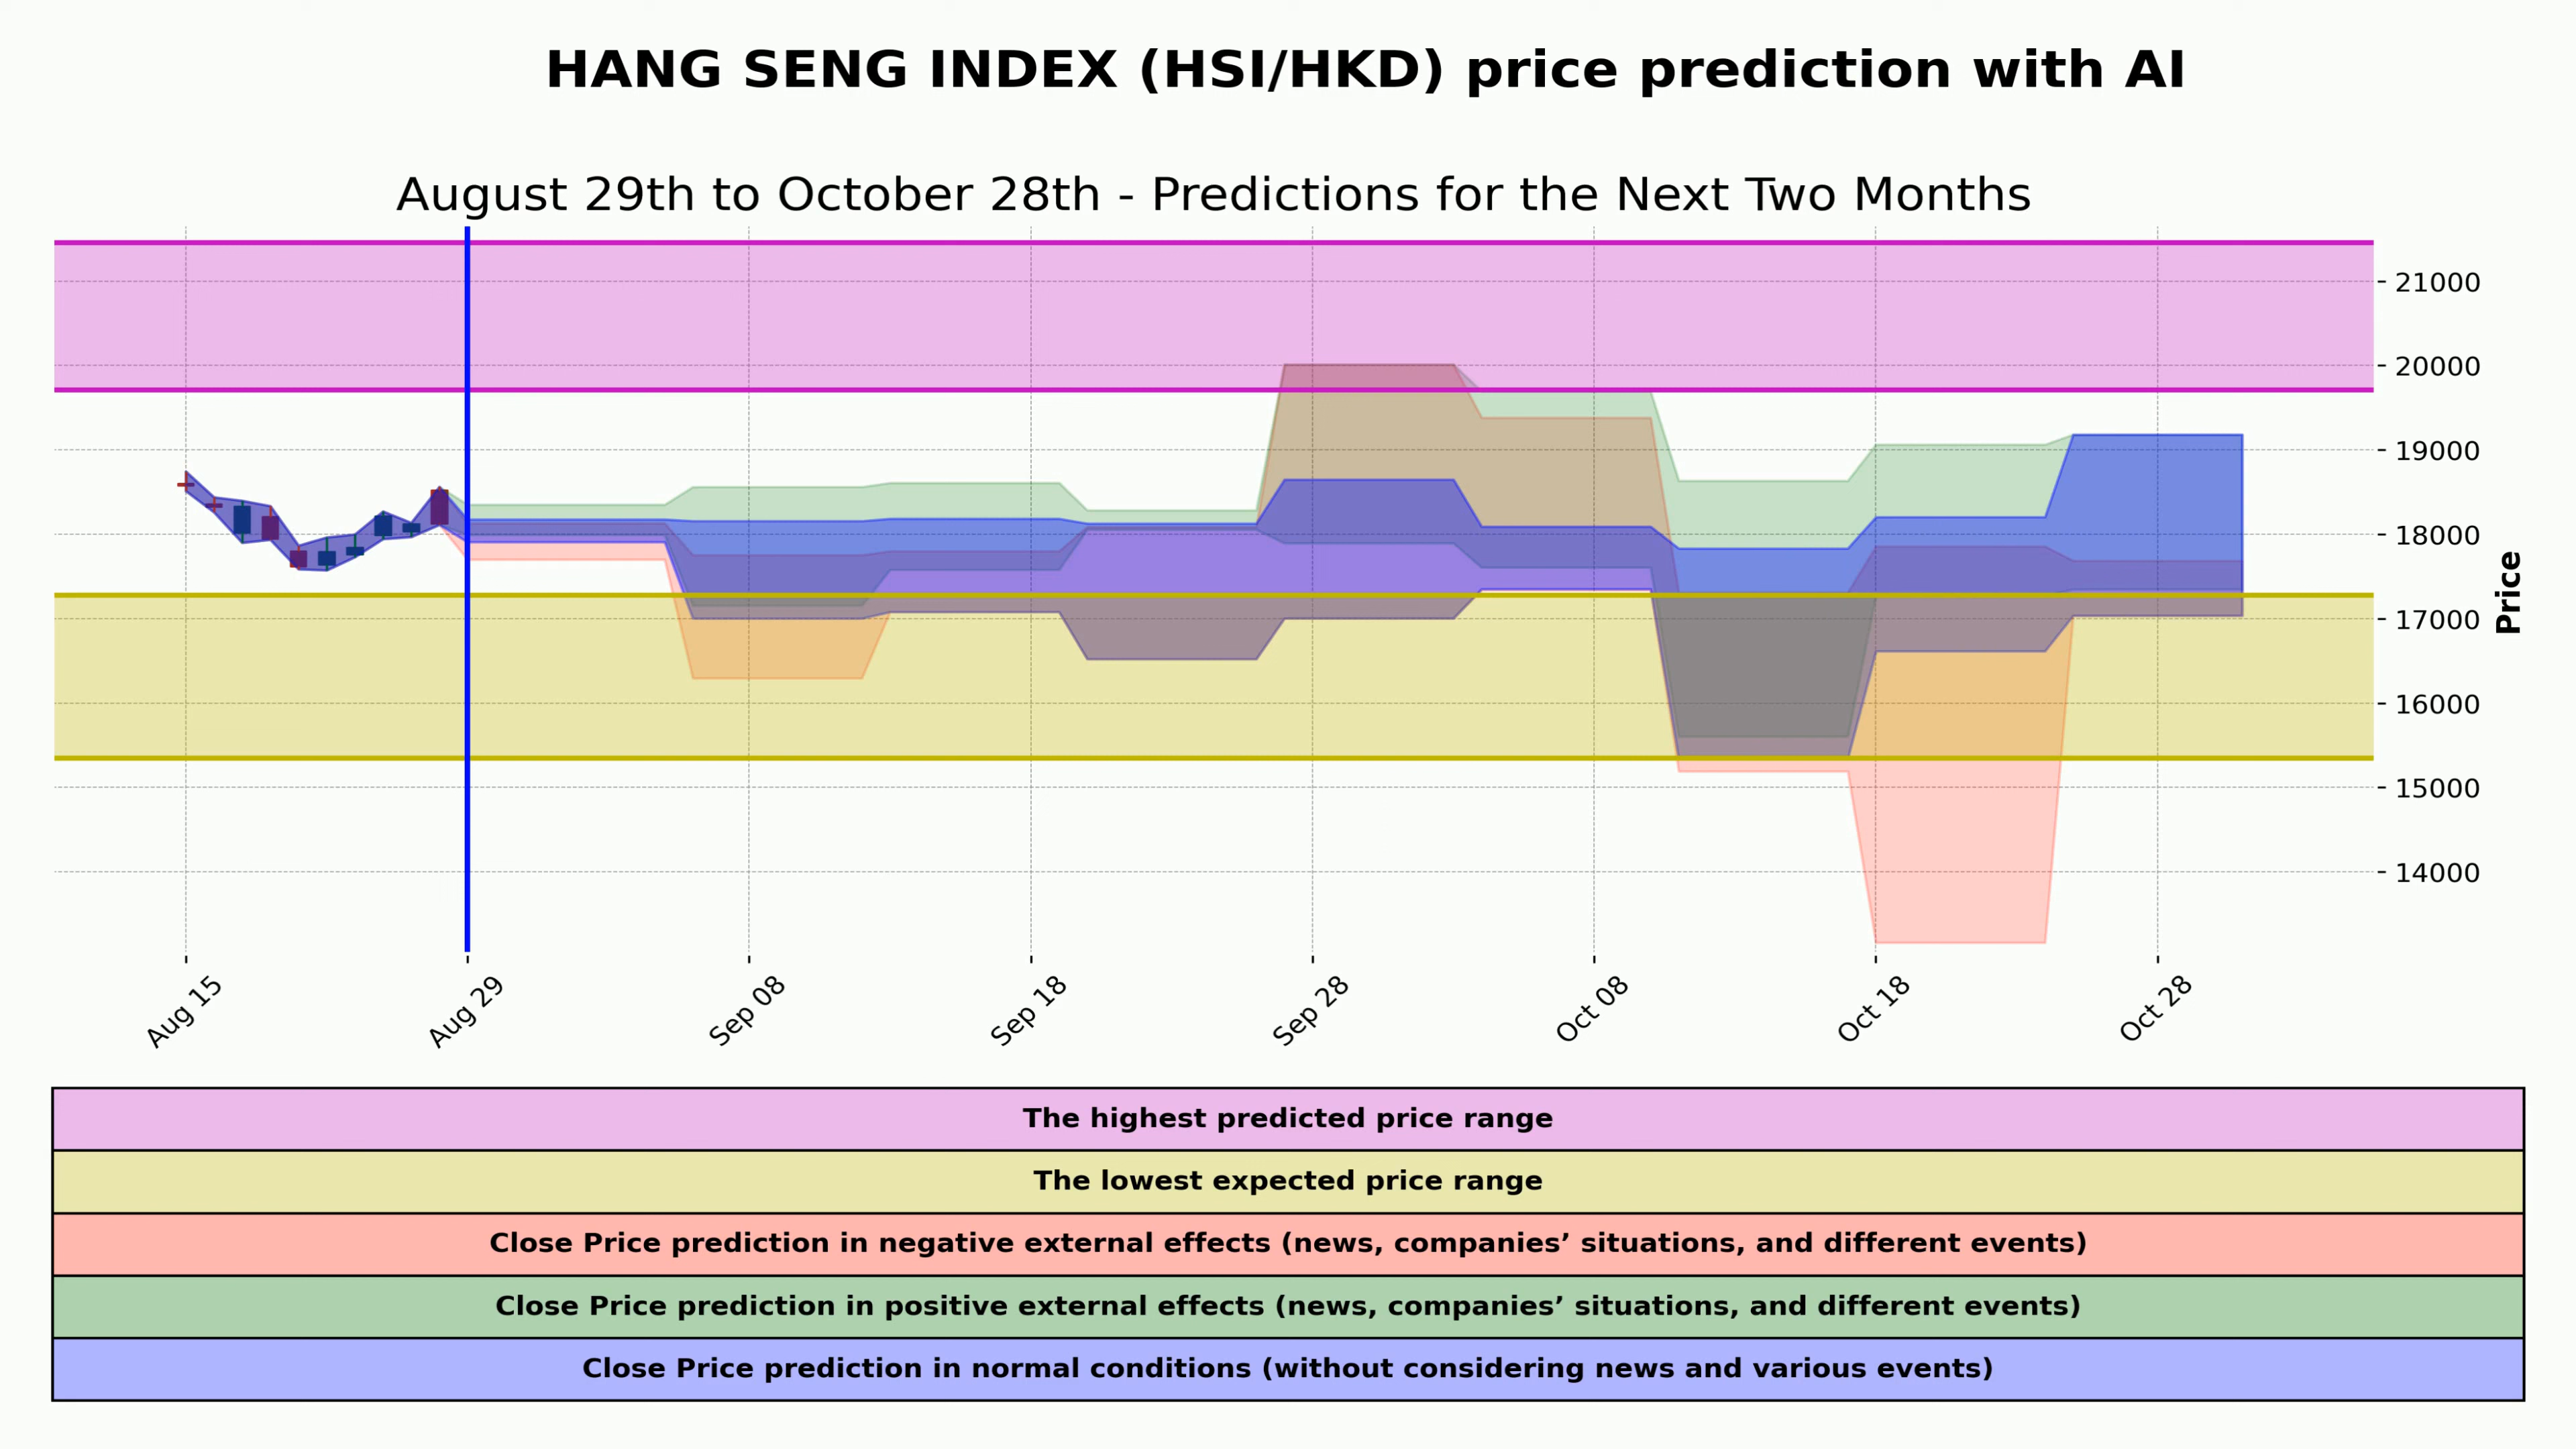 HANG SENG INDEX (HSI/HKD) price prediction with AI
August 29th to October 28th - Predictions for the Next Two Months
21000
20000
19000
18000
17000
16000
15000
14000
Price
Aug 15
Aug 29
Sep 08
Sep 18
Sep 28
Oct 08
Oct 18
Oct 28
The highest predicted price range
The lowest expected price range
Close Price prediction in negative external effects (news, companies’ situations, and different events)
Close Price prediction in positive external effects (news, companies’ situations, and different events)
Close Price prediction in normal conditions (without considering news and various events)